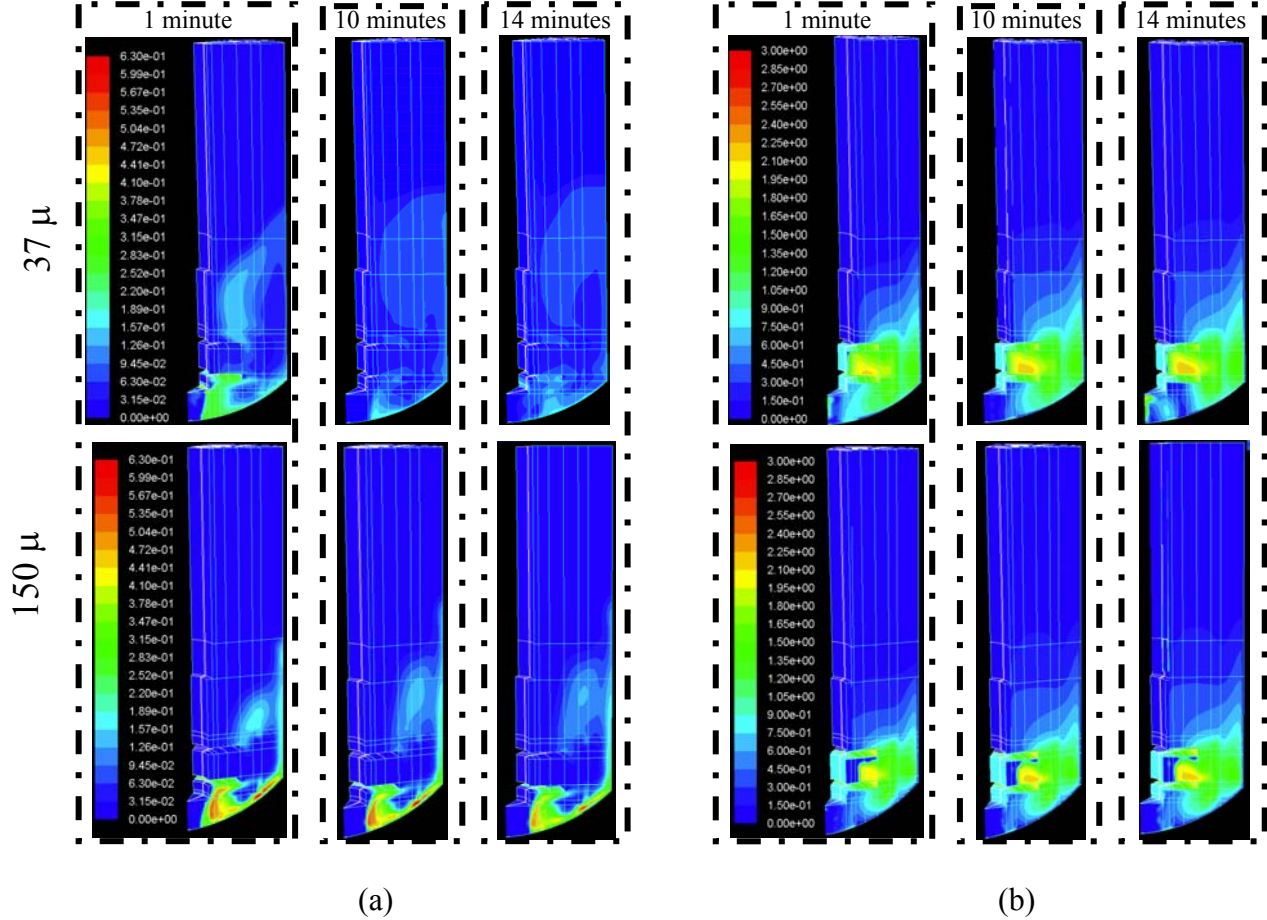 1 minute
10 minutes
14 minutes
1 minute
10 minutes
14 minutes
37 μ
6.30e-01
5.99e-01
5.67e-01
5.35e-01
5.04e-01
4.72e-01
4.41e-01
4.10e-01
3.78e-01
3.47e-01
3.15e-01
2.83e-01
2.52e-01
2.20e-01
1.89e-01
1.57e-01
1.26e-01
9.45e-02
6.30e-02
3.15e-02
0.00e+00
3.00e+00
2.85e+00
2.70e+00
2.55e+00
2.40e+00
2.25e+00
2.10e+00
1.95e+00
1.80e+00
1.65e+00
1.50e+00
1.35e+00
1.20e+00
1.05e+00
9.00e-01
7.50e-01
6.00e-01
4.50e-01
3.00e-01
1.50e-01
0.00e+00
150 μ
6.30e-01
5.99e-01
5.67e-01
5.35e-01
5.04e-01
4.72e-01
4.41e-01
4.10e-01
3.78e-01
3.47e-01
3.15e-01
2.83e-01
2.52e-01
2.20e-01
1.89e-01
1.57e-01
1.26e-01
9.45e-02
6.30e-02
3.15e-02
0.00e+00
3.00e+00
2.85e+00
2.70e+00
2.55e+00
2.40e+00
2.25e+00
2.10e+00
1.95e+00
1.80e+00
1.65e+00
1.50e+00
1.35e+00
1.20e+00
1.05e+00
9.00e-01
7.50e-01
6.00e-01
4.50e-01
3.00e-01
1.50e-01
0.00e+00
(a)
(b)